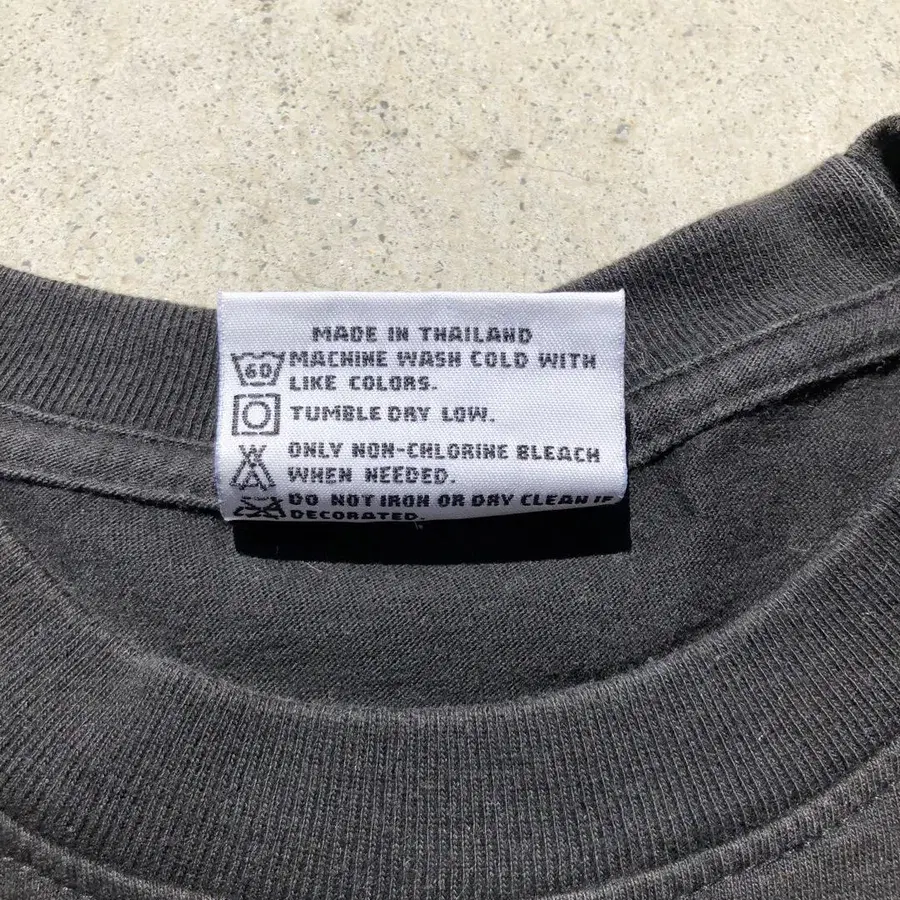 MADE IN THAILAND
60 MACHINE WASH COLD WITH
LIKE COLORS.
TUMBLE DRY LOW.
ONLY NON-CHLORINE BLEACH
WHEN NEEDED.
DO NOT IRON OR DRY CLEAN IF
DECORATED.